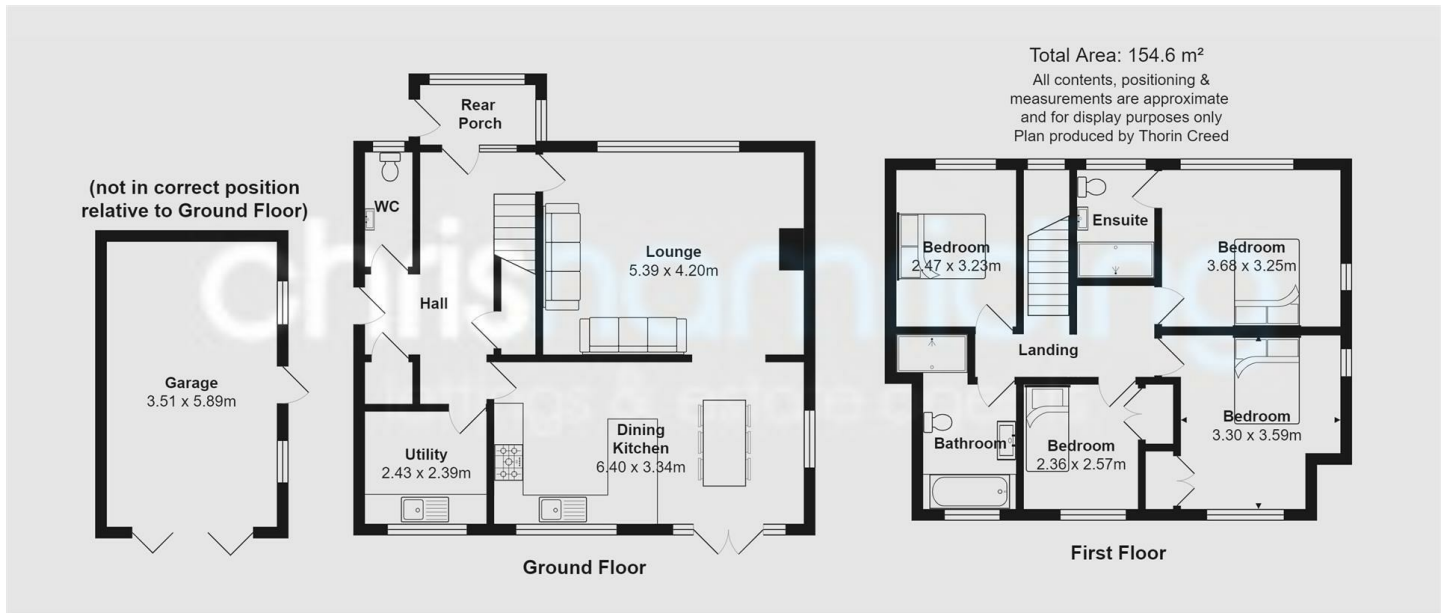 Total Area: 154.6 m²
All contents, positioning &
measurements are approximate
and for display purposes only
Plan produced by Thorin Creed
(not in correct position
relative to Ground Floor)
Garage
3.51 x 5.89m
Rear
Porch
WC
Hall
Lounge
5.39 x 4.20m
Utility
2.43 x 2.39m
Dining
Kitchen
6.40 x 3.34m
Ground Floor
Bedroom
2.47 x 3.23m
Ensuite
Bedroom
3.68 x 3.25m
Landing
Bathroom
Bedroom
2.36 x 2.57m
Bedroom
3.30 x 3.59m
First Floor
chrishamriding
lettings & estate agents